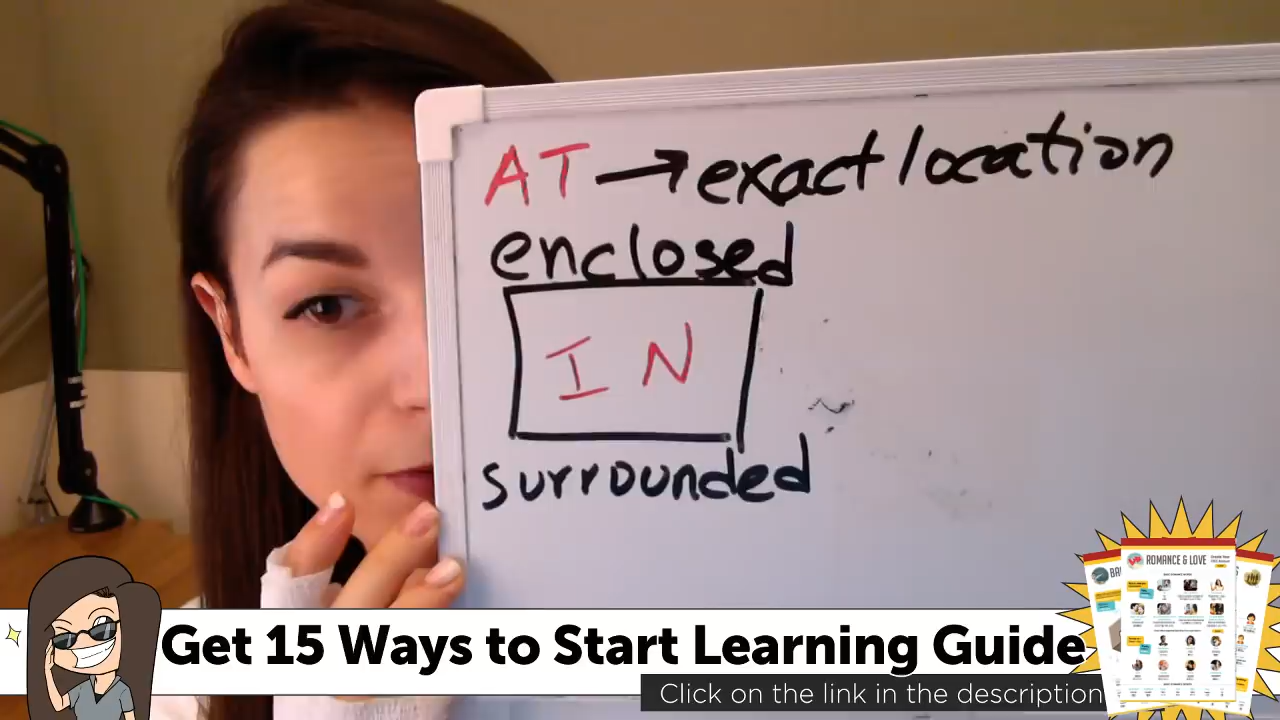 AT → exact location
enclosed
IN
surrounded
ROMANCE & LOVE
Get 15 Ways to Start Learning Guide
Click on the link in the description